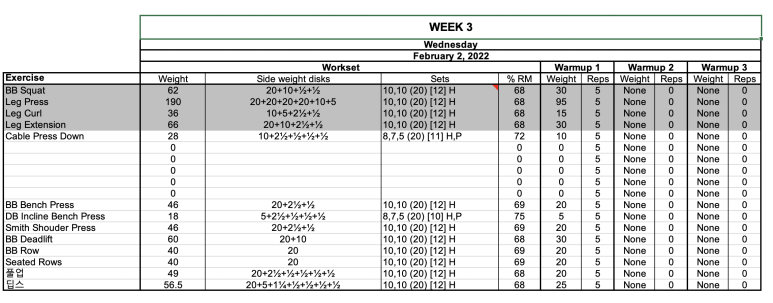 WEEK 3
Wednesday
February 2, 2022
Workset Warmup 1 Warmup 2 Warmup 3
Exercise Weight Side weight disks Sets % RM Weight Reps Weight Reps Weight Reps
BB Squat 62 20+10+½+½ 10,10 (20) [12] H 68 30 5 None 0 None 0
Leg Press 190 20+20+20+20+10+5 10,10 (20) [12] H 68 95 5 None 0 None 0
Leg Curl 36 10+5+2½+½ 10,10 (20) [12] H 68 15 5 None 0 None 0
Leg Extension 66 20+10+2½+½ 10,10 (20) [12] H 68 30 5 None 0 None 0
Cable Press Down 28 10+2½+½+½+½ 8,7,5 (20) [11] H,P 72 10 5 None 0 None 0
0 0 0 5 None 0 None 0
0 0 0 5 None 0 None 0
0 0 0 5 None 0 None 0
0 0 0 5 None 0 None 0
0 0 0 5 None 0 None 0
BB Bench Press 46 20+2½+½ 10,10 (20) [12] H 69 20 5 None 0 None 0
DB Incline Bench Press 18 5+2½+½+½+½ 8,7,5 (20) [10] H,P 75 5 5 None 0 None 0
Smith Shouder Press 46 20+2½+½ 10,10 (20) [12] H 69 20 5 None 0 None 0
BB Deadlift 60 20+10 10,10 (20) [12] H 68 30 5 None 0 None 0
BB Row 40 20 10,10 (20) [12] H 69 20 5 None 0 None 0
Seated Rows 40 20 10,10 (20) [12] H 69 20 5 None 0 None 0
풀업 49 20+2½+½+½+½+½ 10,10 (20) [12] H 68 20 5 None 0 None 0
딥스 56.5 20+5+1¼+½+½+½+½ 10,10 (20) [12] H 68 25 5 None 0 None 0